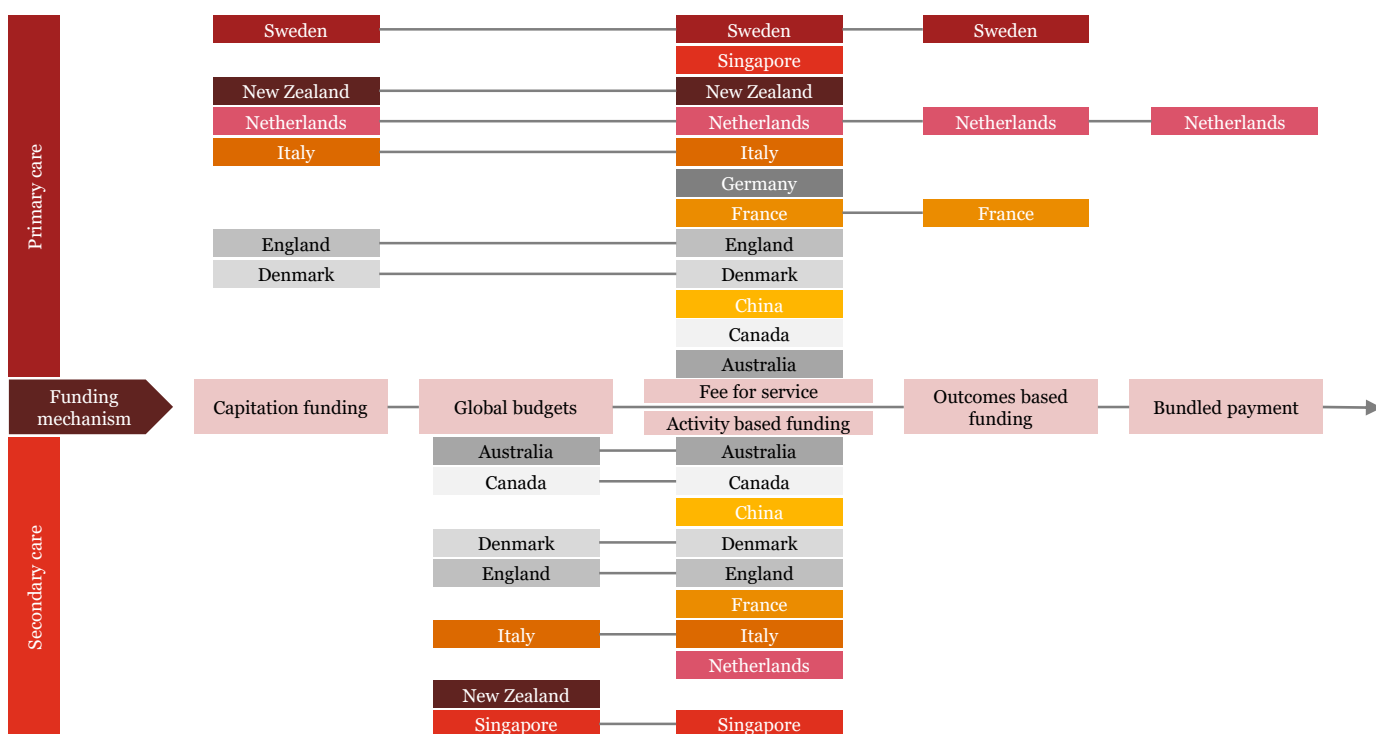 Primary care
Sweden Sweden Sweden
Singapore
New Zealand New Zealand
Netherlands Netherlands Netherlands Netherlands
Italy Italy
Germany
France France
England England
Denmark Denmark
China
Canada
Australia
Funding
mechanism
Capitation funding
Global budgets
Fee for service
Activity based funding
Outcomes based
funding
Bundled payment
Secondary care
Australia Australia
Canada Canada
China
Denmark Denmark
England England
France
Italy Italy
Netherlands
New Zealand
Singapore Singapore